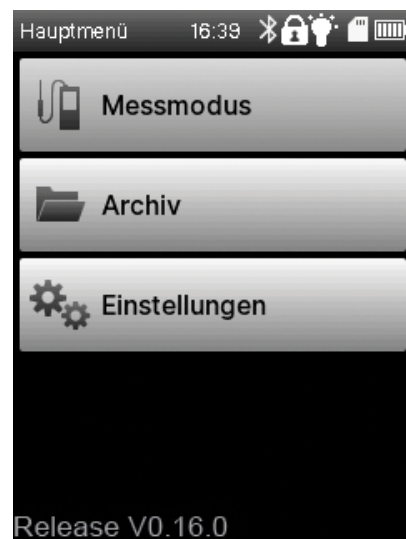 Hauptmenü 16:39
Messmodus
Archiv
Einstellungen
Release V0.16.0